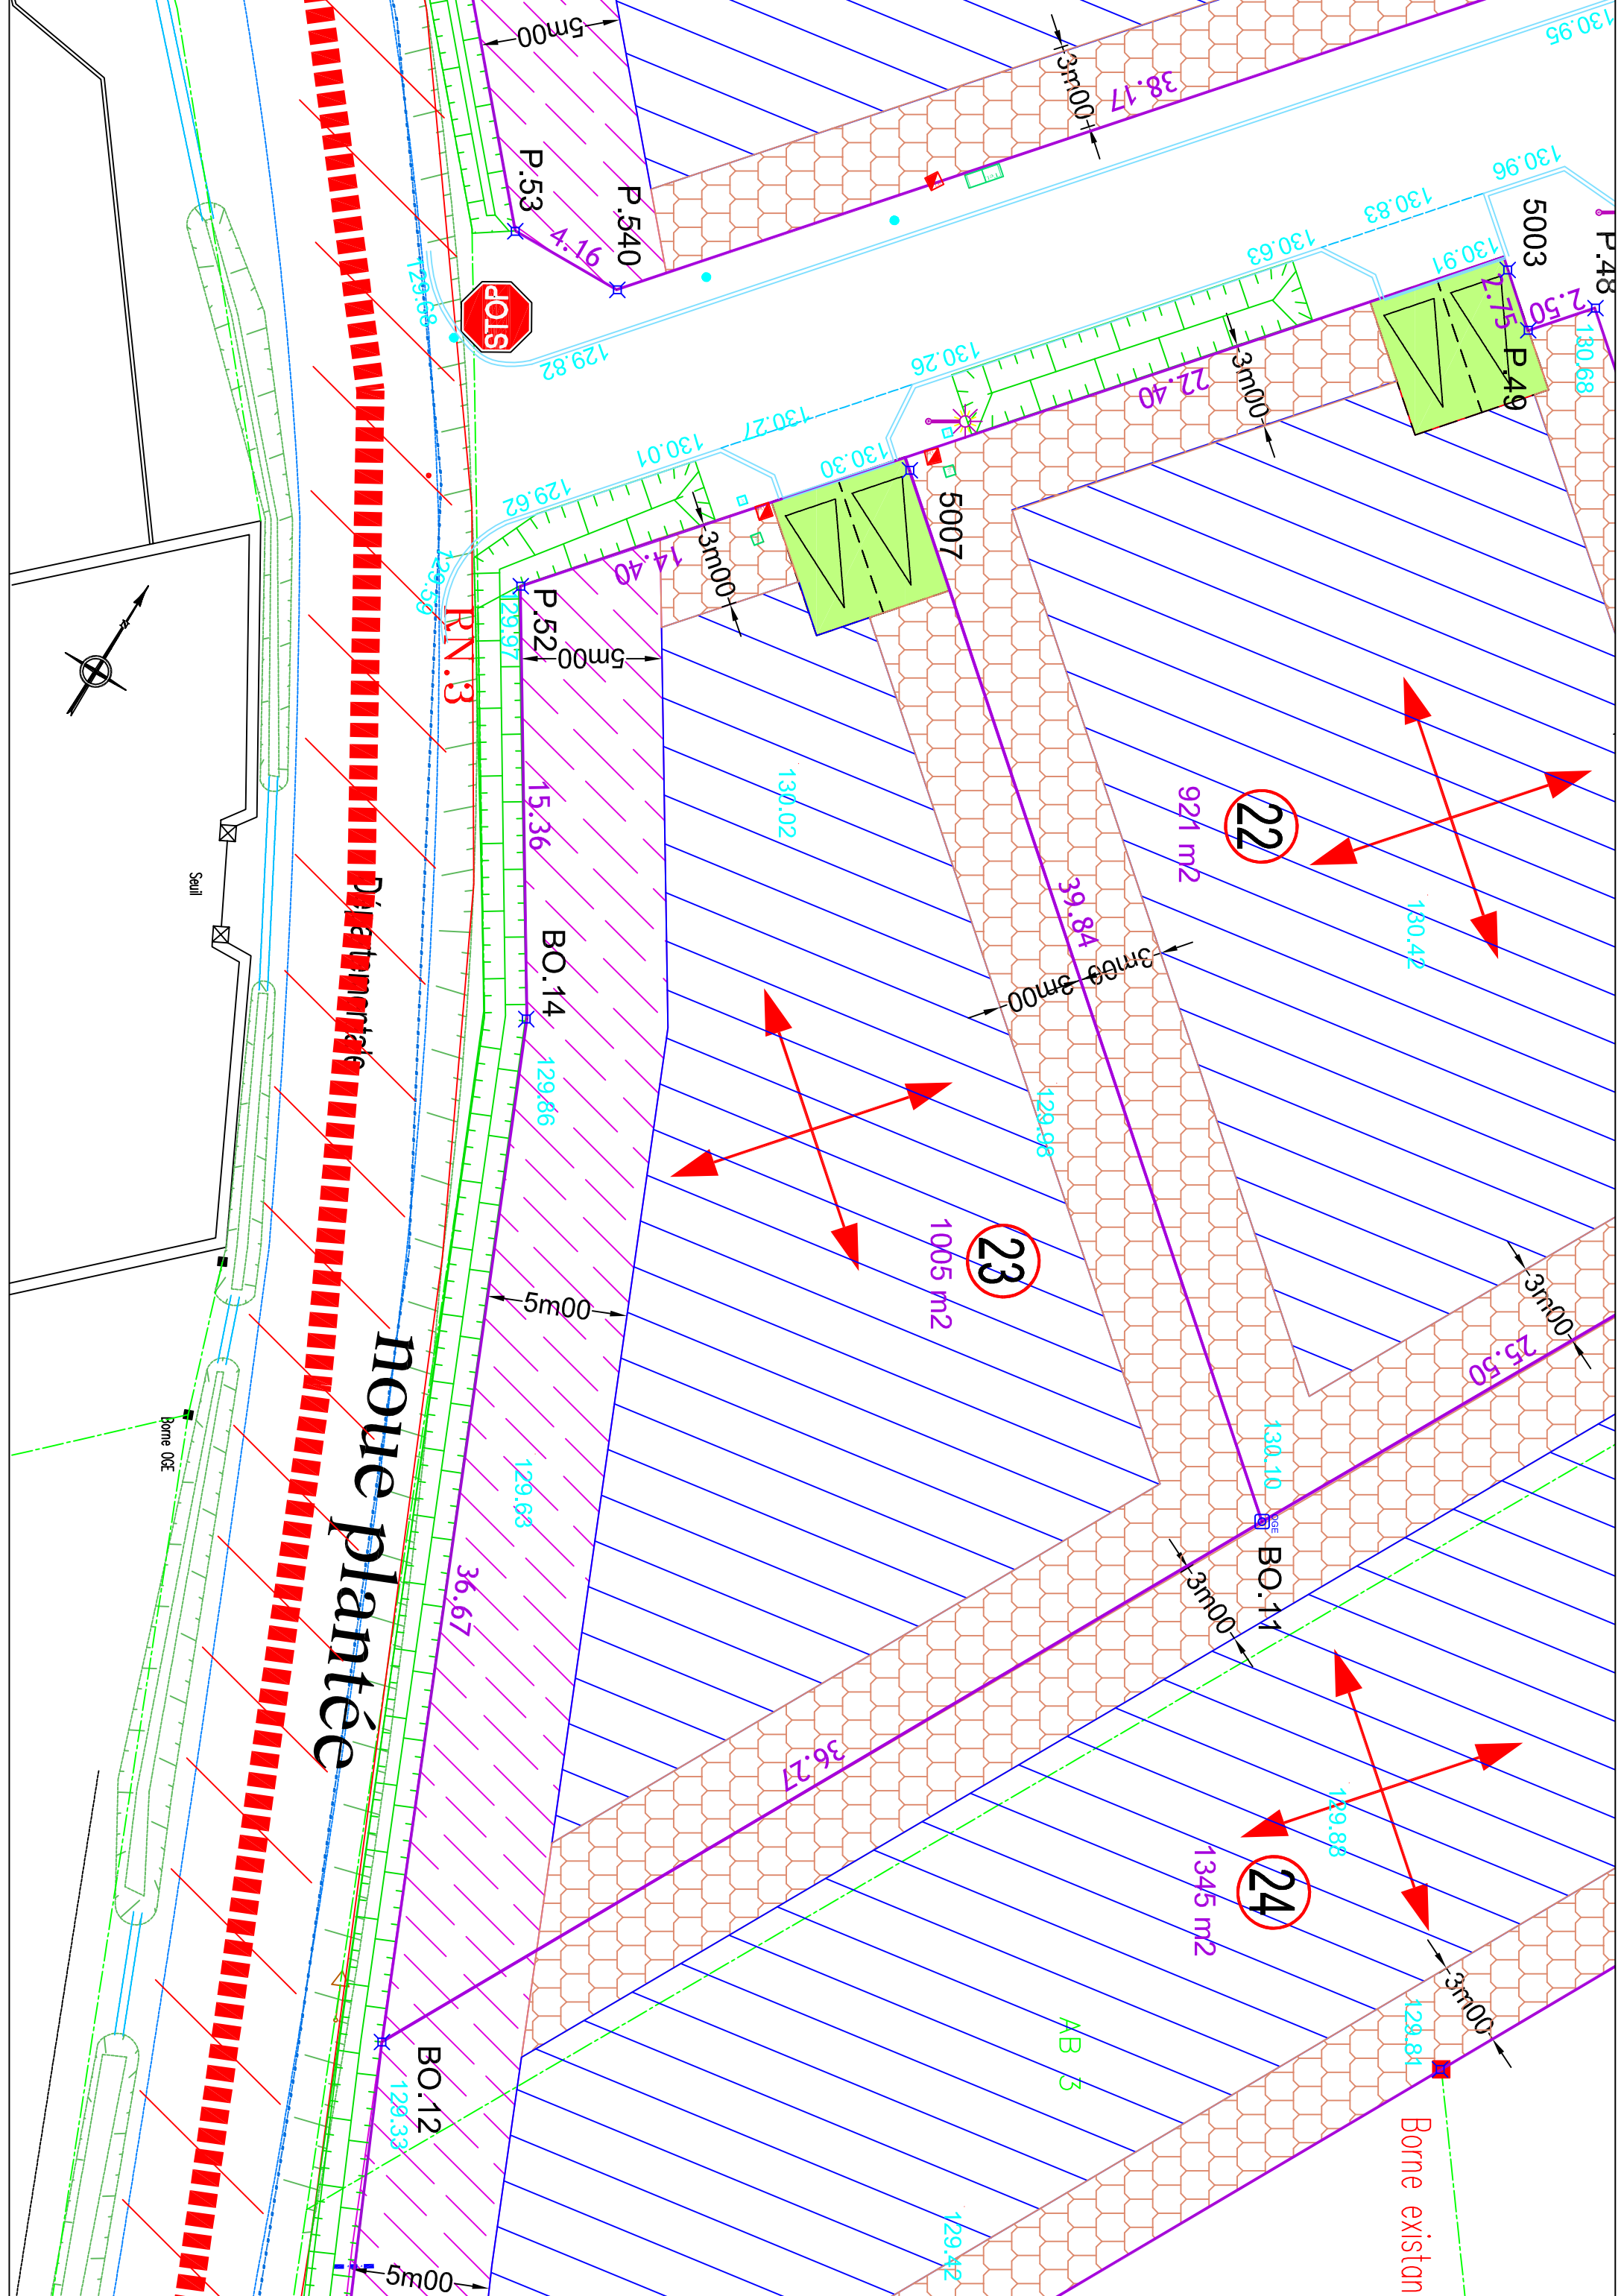 5m00
P.53
4.16
P.540
3m00
38.17
130.95
130.96
130.83
130.63
130.91
5003
P.48
2.75
2.50
P.49
130.68
129.68
STOP
129.82
130.26
130.27
130.01
130.30
129.62
129.59
22.40
3m00
14.40
3m00
5007
P.52
129.97
5m00
RN.3
15.36
130.02
22
921 m2
130.42
39.84
3m00
3m00
BO.14
129.86
129.98
23
1005 m2
5m00
Seuil
Départementale
Borne OGE
noue plantée
129.63
36.67
36.27
3m00
25.50
130.10
OGE
BO.11
3m00
24
1345 m2
129.88
3m00
129.81
AB 3
Borne existan
BO.12
129.33
129.42
5m00